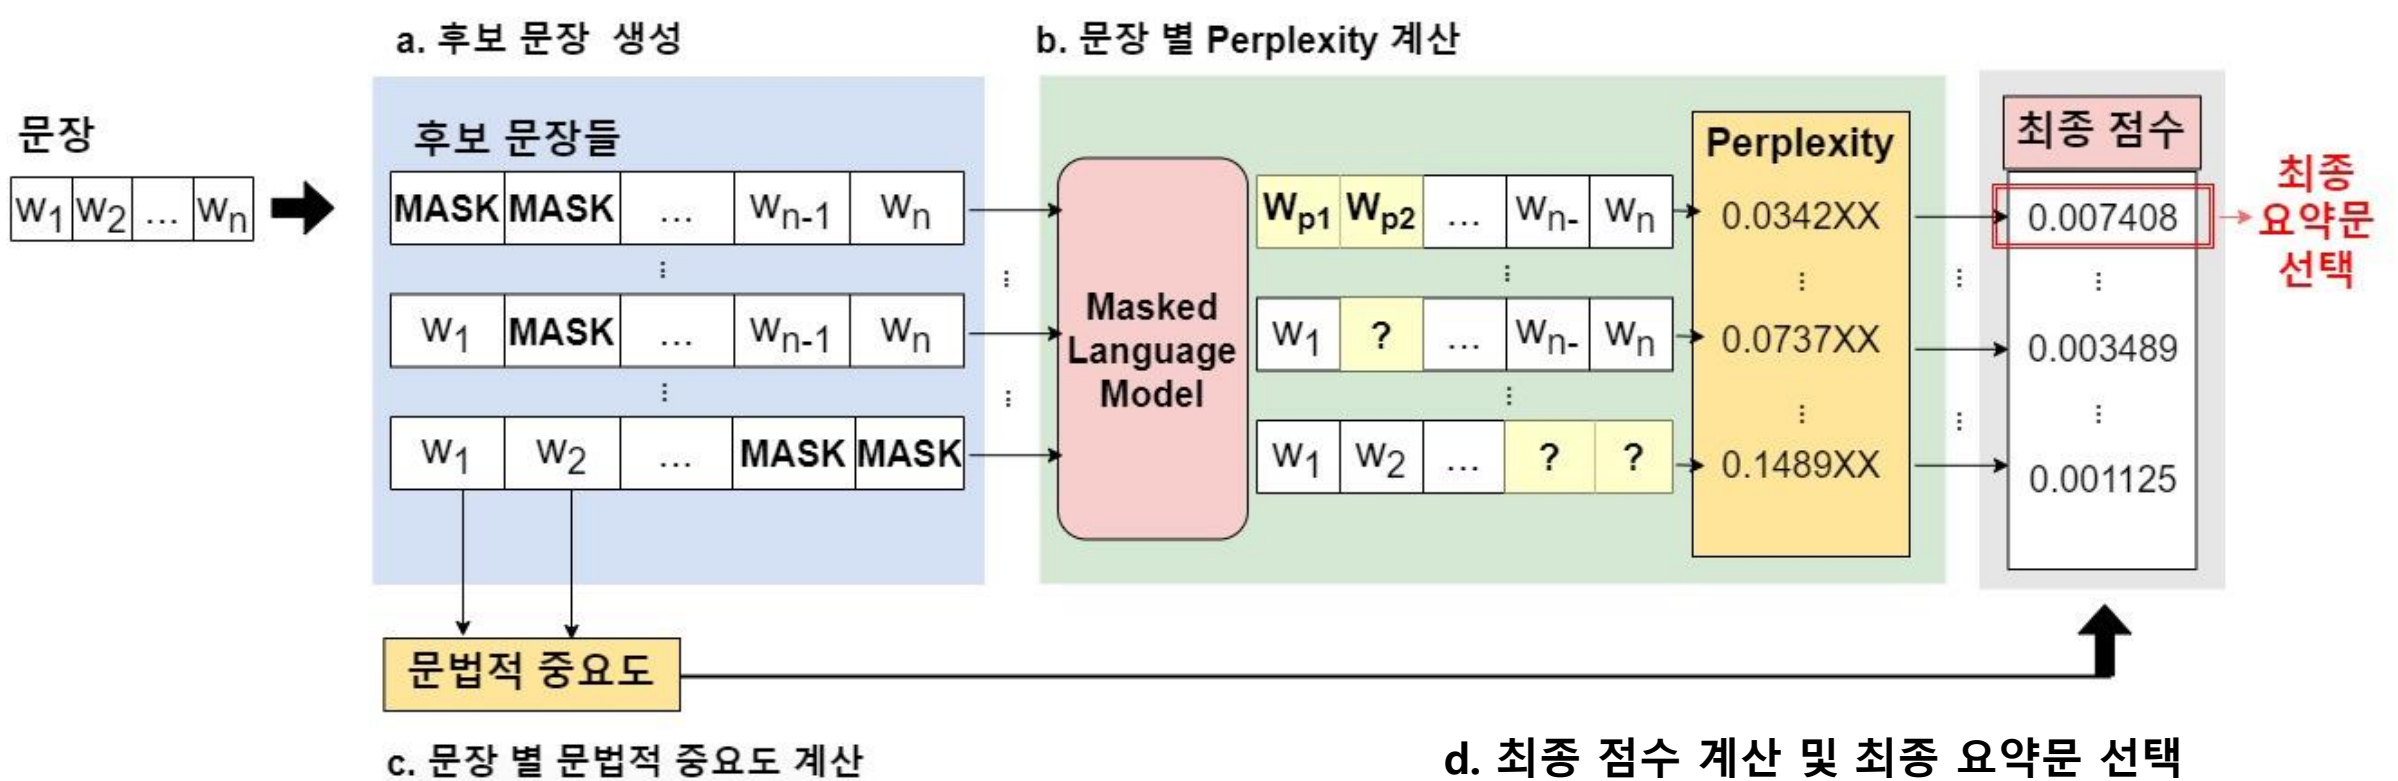 a. 후보 문장 생성
b. 문장 별 Perplexity 계산
문장
w1 w2 ... wn
후보 문장들
MASK MASK ... wn-1 wn
⋮
w1 MASK ... wn-1 wn
⋮
w1 w2 ... MASK MASK
⋮
⋮
Masked
Language
Model
Wp1 Wp2 ... wn- wn
⋮
w1 ? ... wn- wn
⋮
w1 w2 ... ? ?
Perplexity
0.0342XX
⋮
0.0737XX
⋮
0.1489XX
⋮
⋮
최종 점수
0.007408
⋮
0.003489
⋮
0.001125
최종
요약문
선택
문법적 중요도
c. 문장 별 문법적 중요도 계산
d. 최종 점수 계산 및 최종 요약문 선택